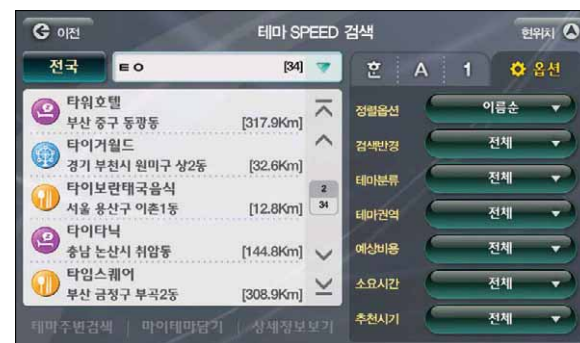 이전
테마 SPEED 검색
현위치
전국
ㅌㅇ
[34]
한 A 1 옵션
타워호텔
부산 중구 동광동 [317.9Km]
타이거월드
경기 부천시 원미구 상2동 [32.6Km]
타이보란태국음식
서울 용산구 이촌1동 [12.8Km]
타이타닉
충남 논산시 취암동 [144.8Km]
타임스퀘어
부산 금정구 부곡2동 [308.9Km]
2
34
정렬옵션 이름순
검색반경 전체
테마분류 전체
테마권역 전체
예상비용 전체
소요시간 전체
추천시기 전체
테마주변검색 | 마이테마담기 | 상세정보보기